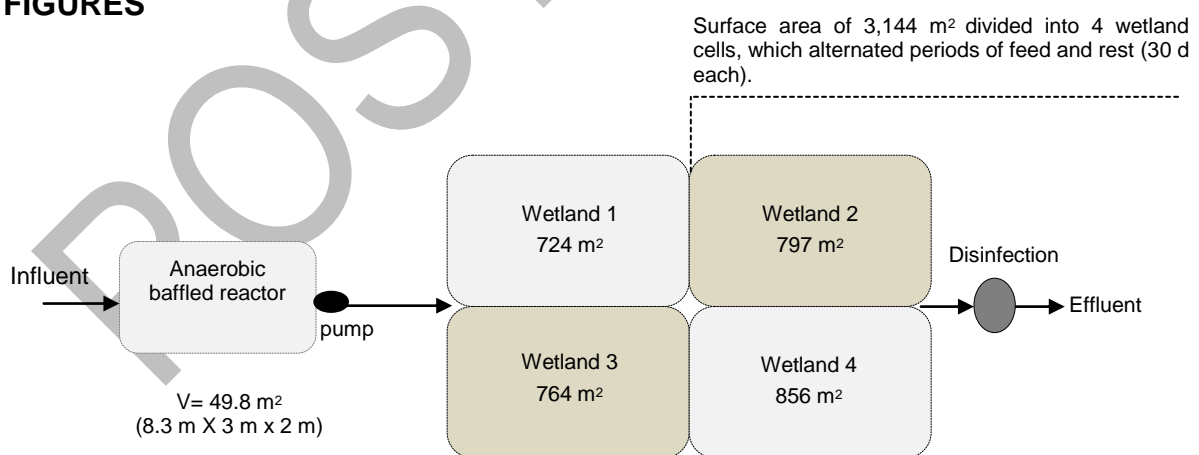 FIGURES
Surface area of 3,144 m² divided into 4 wetland
cells, which alternated periods of feed and rest (30 d
each).
Wetland 1
724 m²
Wetland 2
797 m²
Disinfection
Influent
Anaerobic
baffled reactor
pump
Effluent
Wetland 3
764 m²
Wetland 4
856 m²
V= 49.8 m²
(8.3 m X 3 m x 2 m)